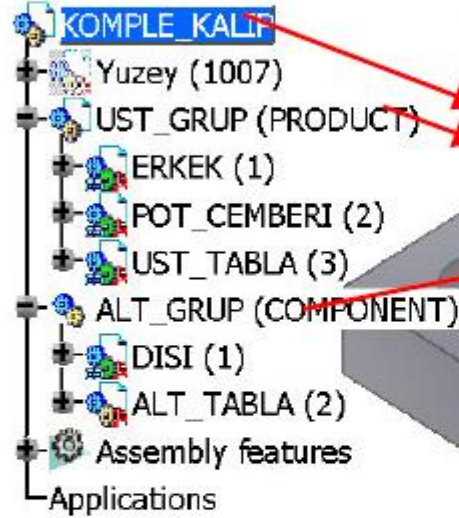 KOMPLE_KALIP
Yuzey (1007)
UST_GRUP (PRODUCT)
ERKEK (1)
POT_CEMBERI (2)
UST_TABLA (3)
ALT_GRUP (COMPONENT)
DISI (1)
ALT_TABLA (2)
Assembly features
Applications